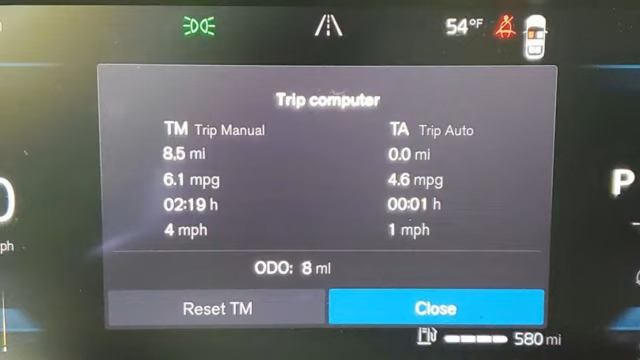 54°F
Trip computer
TM Trip Manual TA Trip Auto
8.5 mi 0.0 mi
6.1 mpg 4.6 mpg
02:19 h 00:01 h
4 mph 1 mph
ODO: 8 mi
Reset TM Close
580 mi
P
0
ph